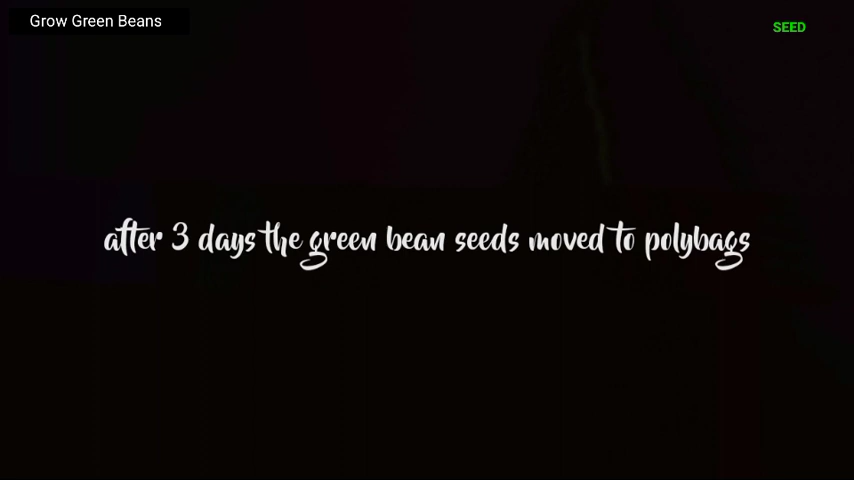 Grow Green Beans
SEED
after 3 days the green bean seeds moved to polybags